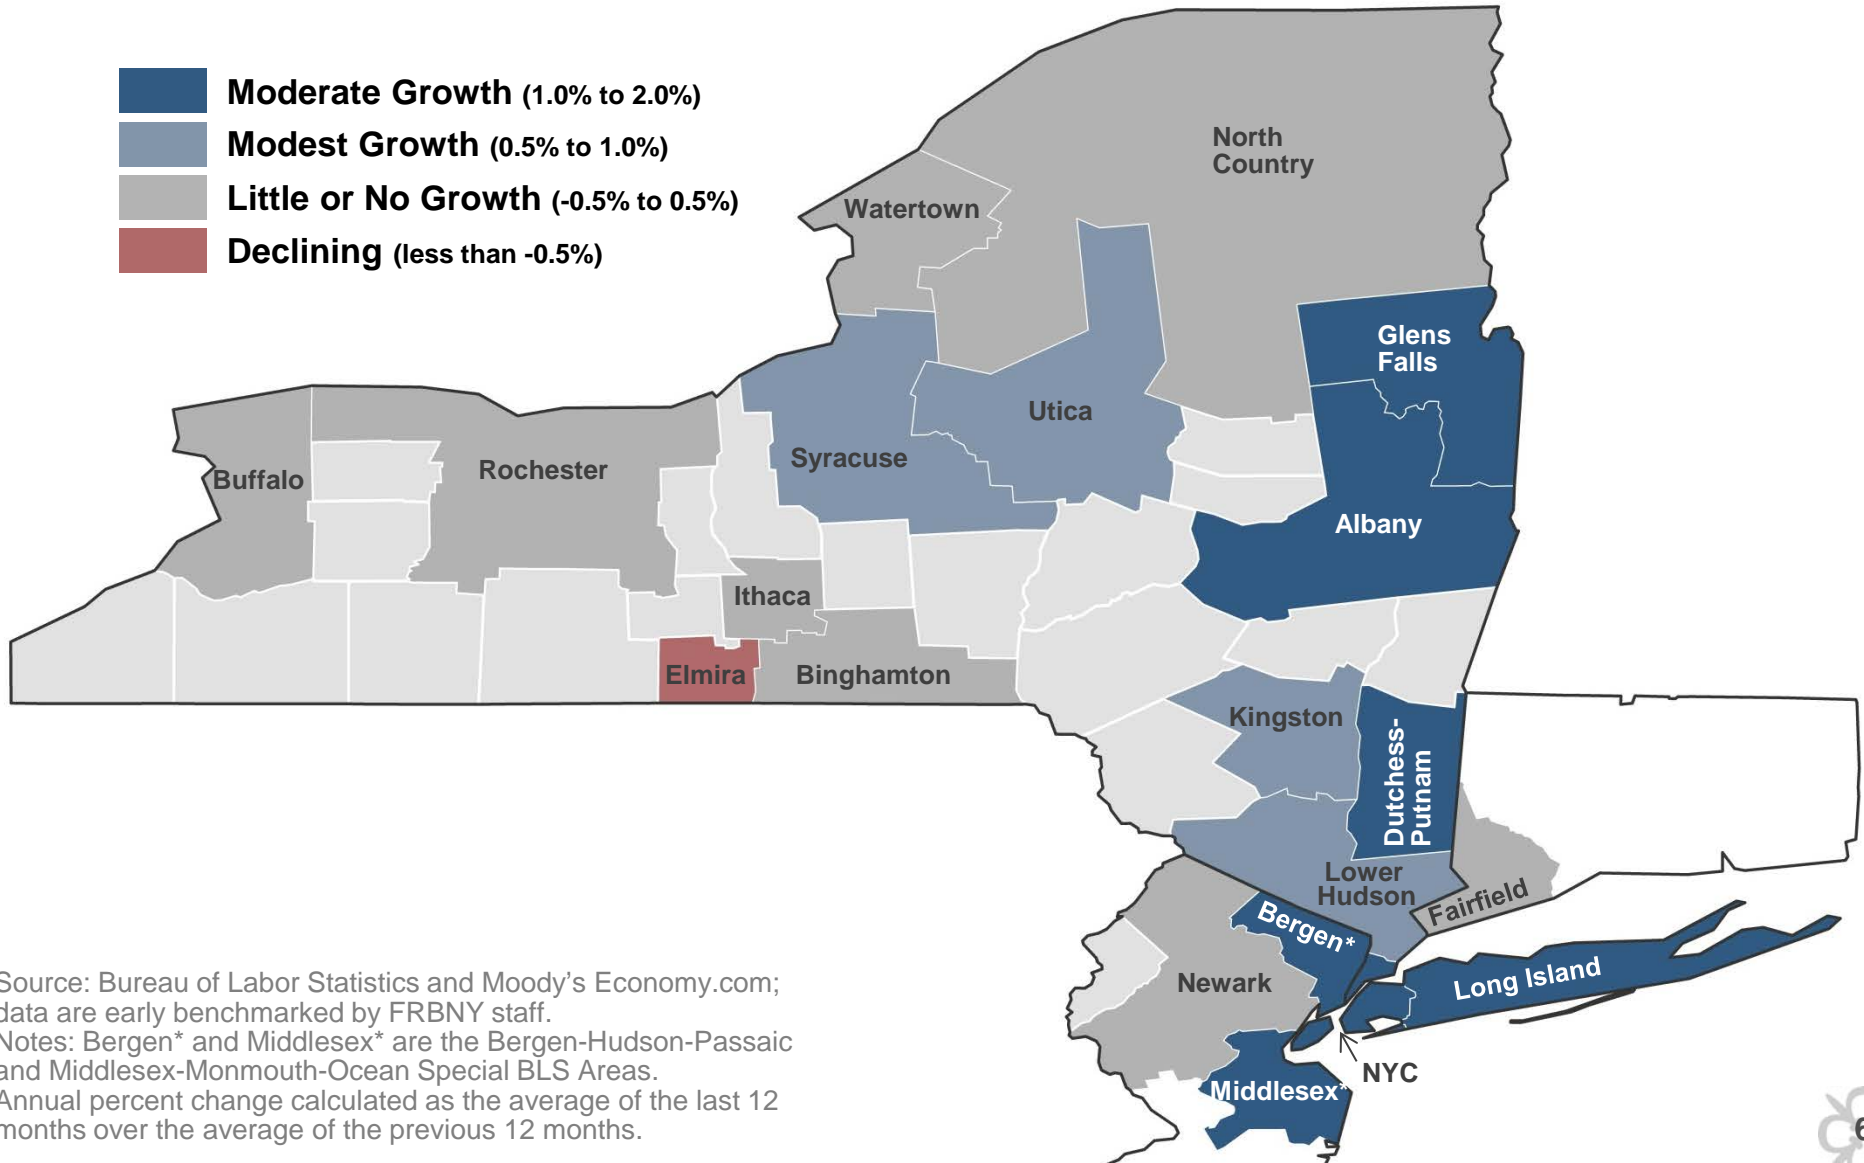 Moderate Growth (1.0% to 2.0%)
Modest Growth (0.5% to 1.0%)
Little or No Growth (-0.5% to 0.5%)
Declining (less than -0.5%)
North
Country
Watertown
Glens
Falls
Utica
Syracuse
Rochester
Buffalo
Albany
Ithaca
Elmira
Binghamton
Kingston
Dutchess-
Putnam
Lower
Hudson
Fairfield
Bergen*
Long Island
Newark
NYC
Middlesex*
Source: Bureau of Labor Statistics and Moody’s Economy.com;
data are early benchmarked by FRBNY staff.
Notes: Bergen* and Middlesex* are the Bergen-Hudson-Passaic
and Middlesex-Monmouth-Ocean Special BLS Areas.
Annual percent change calculated as the average of the last 12
months over the average of the previous 12 months.